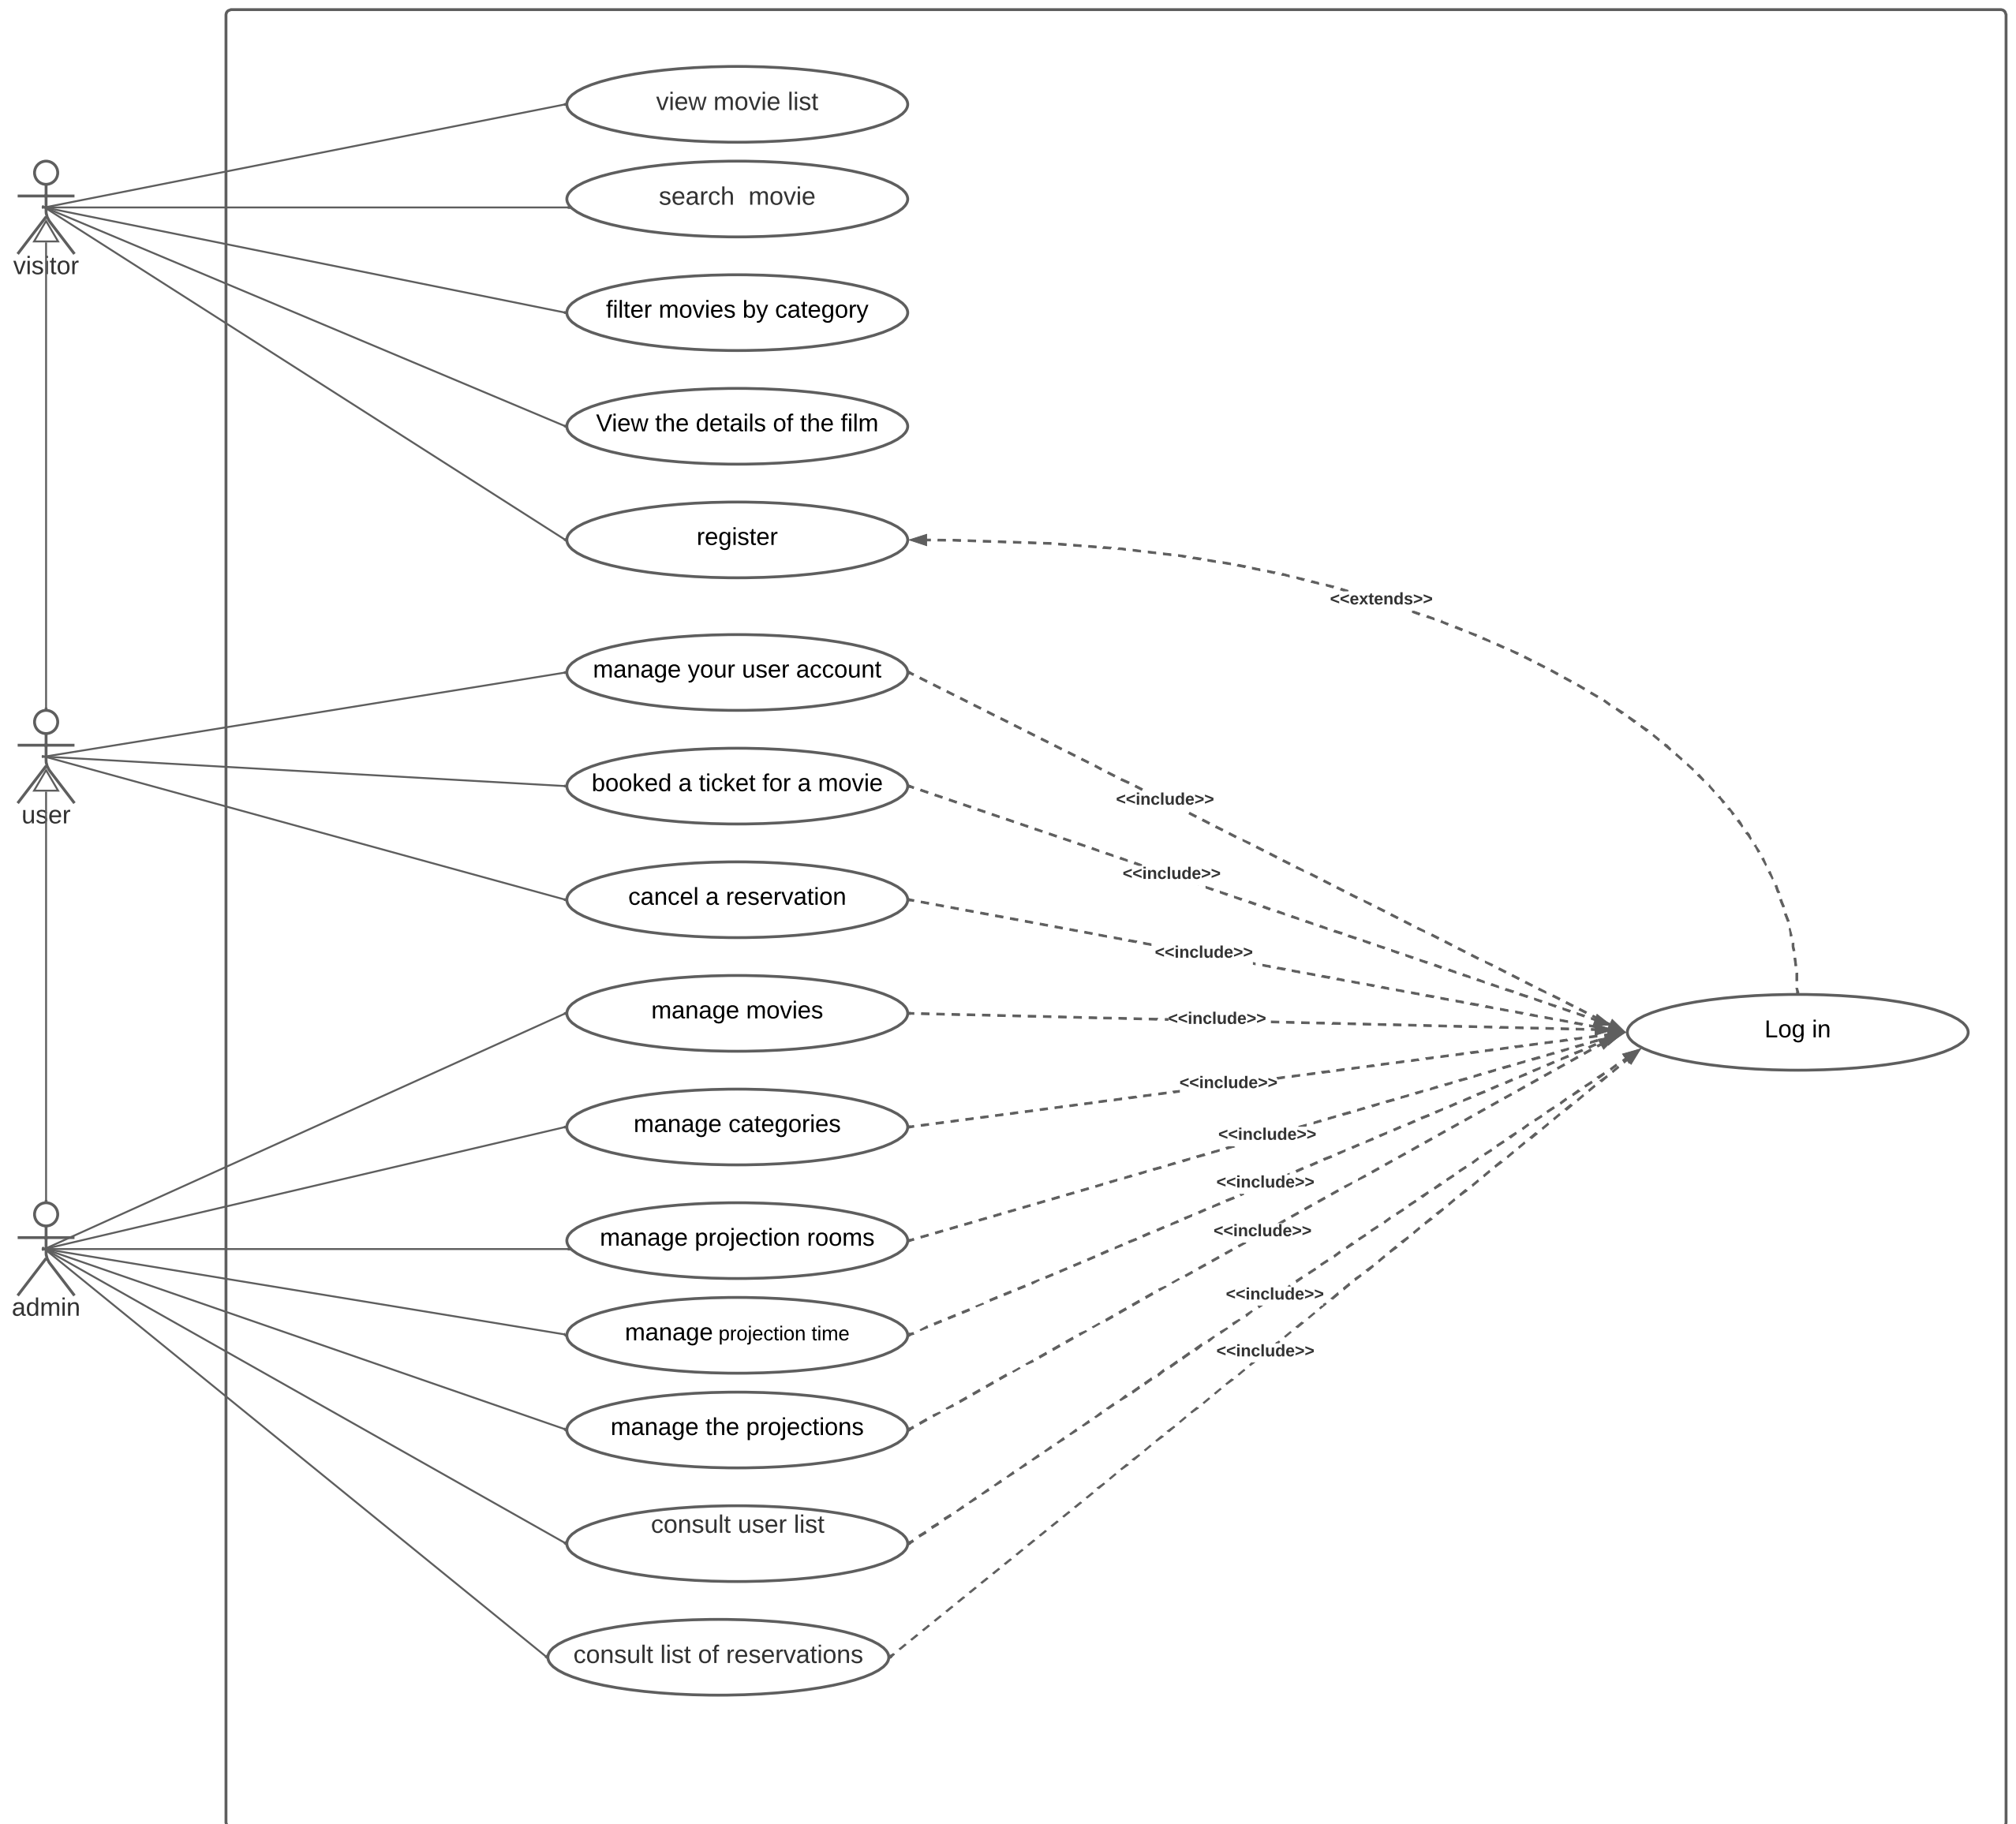 view movie list
search  movie
visitor
filter movies by category
View the details of the film
register
<<extends>>
manage your user account
user
booked a ticket for a movie
<<include>>
<<include>>
cancel a reservation
<<include>>
manage movies
<<include>>
Log in
<<include>>
manage categories
<<include>>
<<include>>
manage projection rooms
<<include>>
admin
<<include>>
manage projection time
<<include>>
manage the projections
consult user list
consult list of reservations